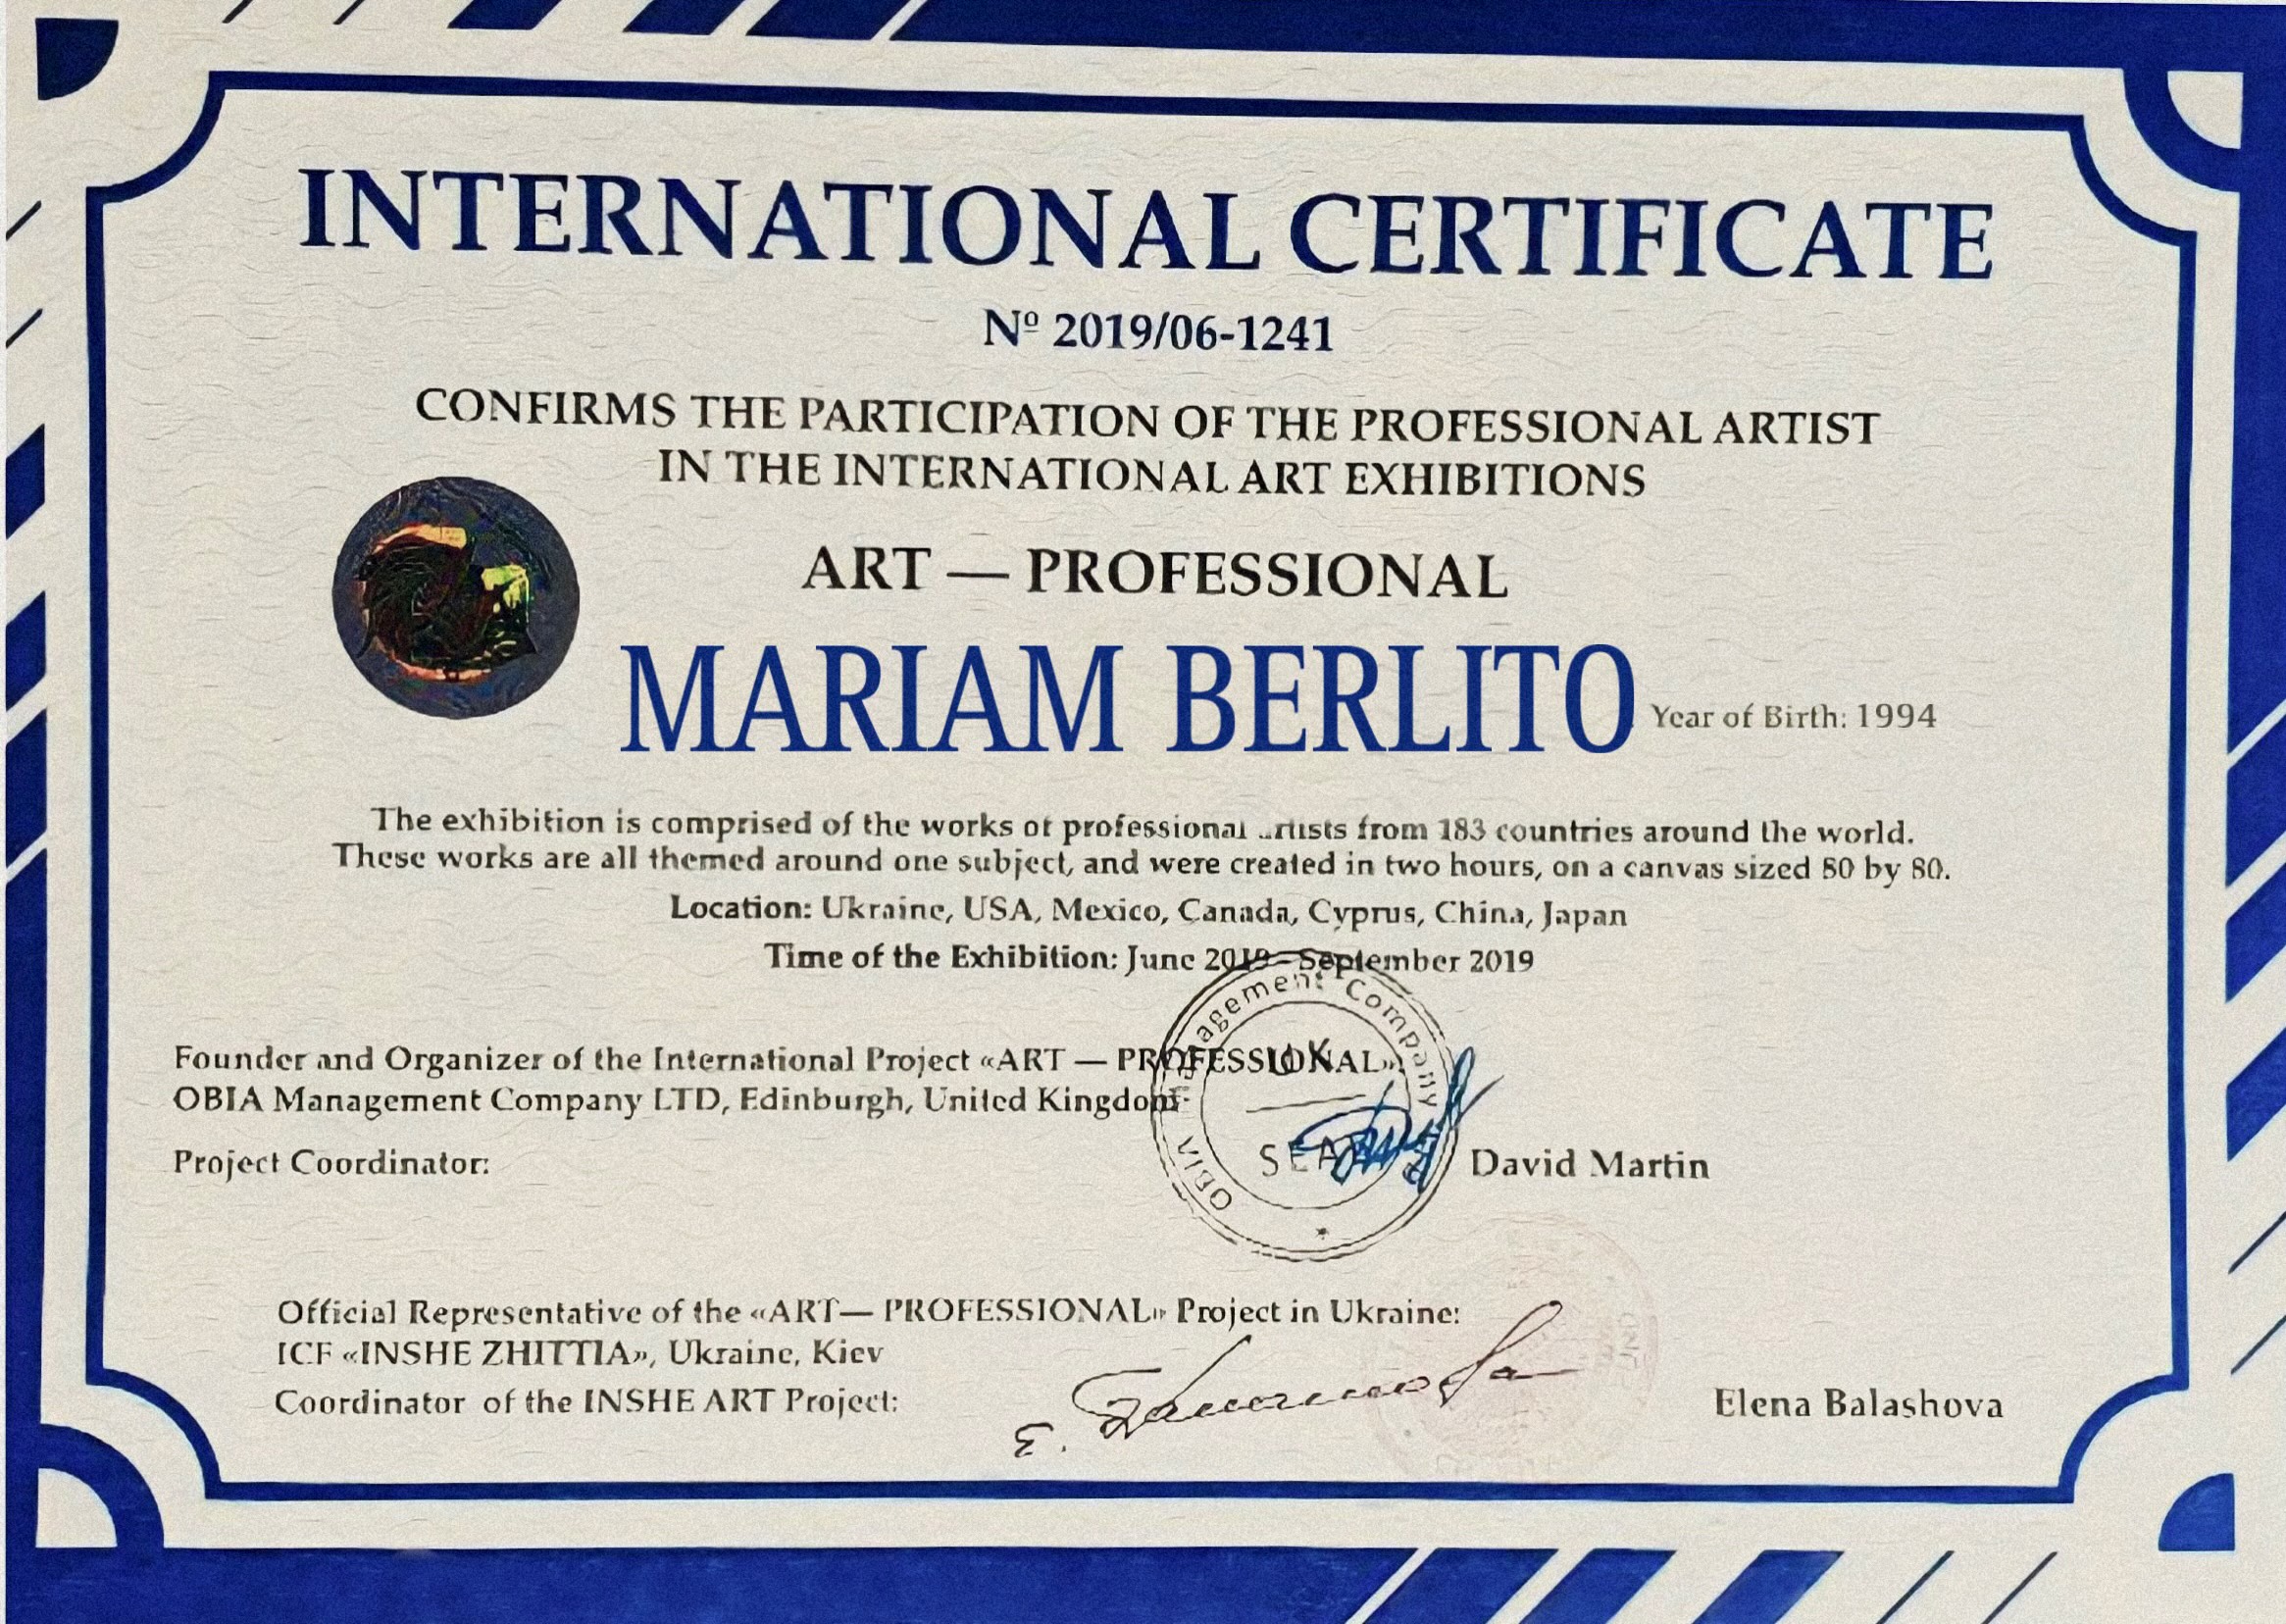 INTERNATIONAL CERTIFICATE
Nº 2019/06-1241
CONFIRMS THE PARTICIPATION OF THE PROFESSIONAL ARTIST
IN THE INTERNATIONAL ART EXHIBITIONS
ART — PROFESSIONAL
MARIAM BERLITO
Year of Birth: 1994
The exhibition is comprised of the works of professional artists from 183 countries around the world.
These works are all themed around one subject, and were created in two hours, on a canvas sized 80 by 80.
Location: Ukraine, USA, Mexico, Canada, Cyprus, China, Japan
Time of the Exhibition: June 2019 - September 2019
Founder and Organizer of the International Project «ART — PROFESSIONAL»
OBIA Management Company LTD, Edinburgh, United Kingdom
OBIA Management Company
UK
SEAL
Project Coordinator:
David Martin
Official Representative of the «ART— PROFESSIONAL» Project in Ukraine:
ICF «INSHE ZHITTIA», Ukraine, Kiev
Coordinator of the INSHE ART Project:
Elena Balashova